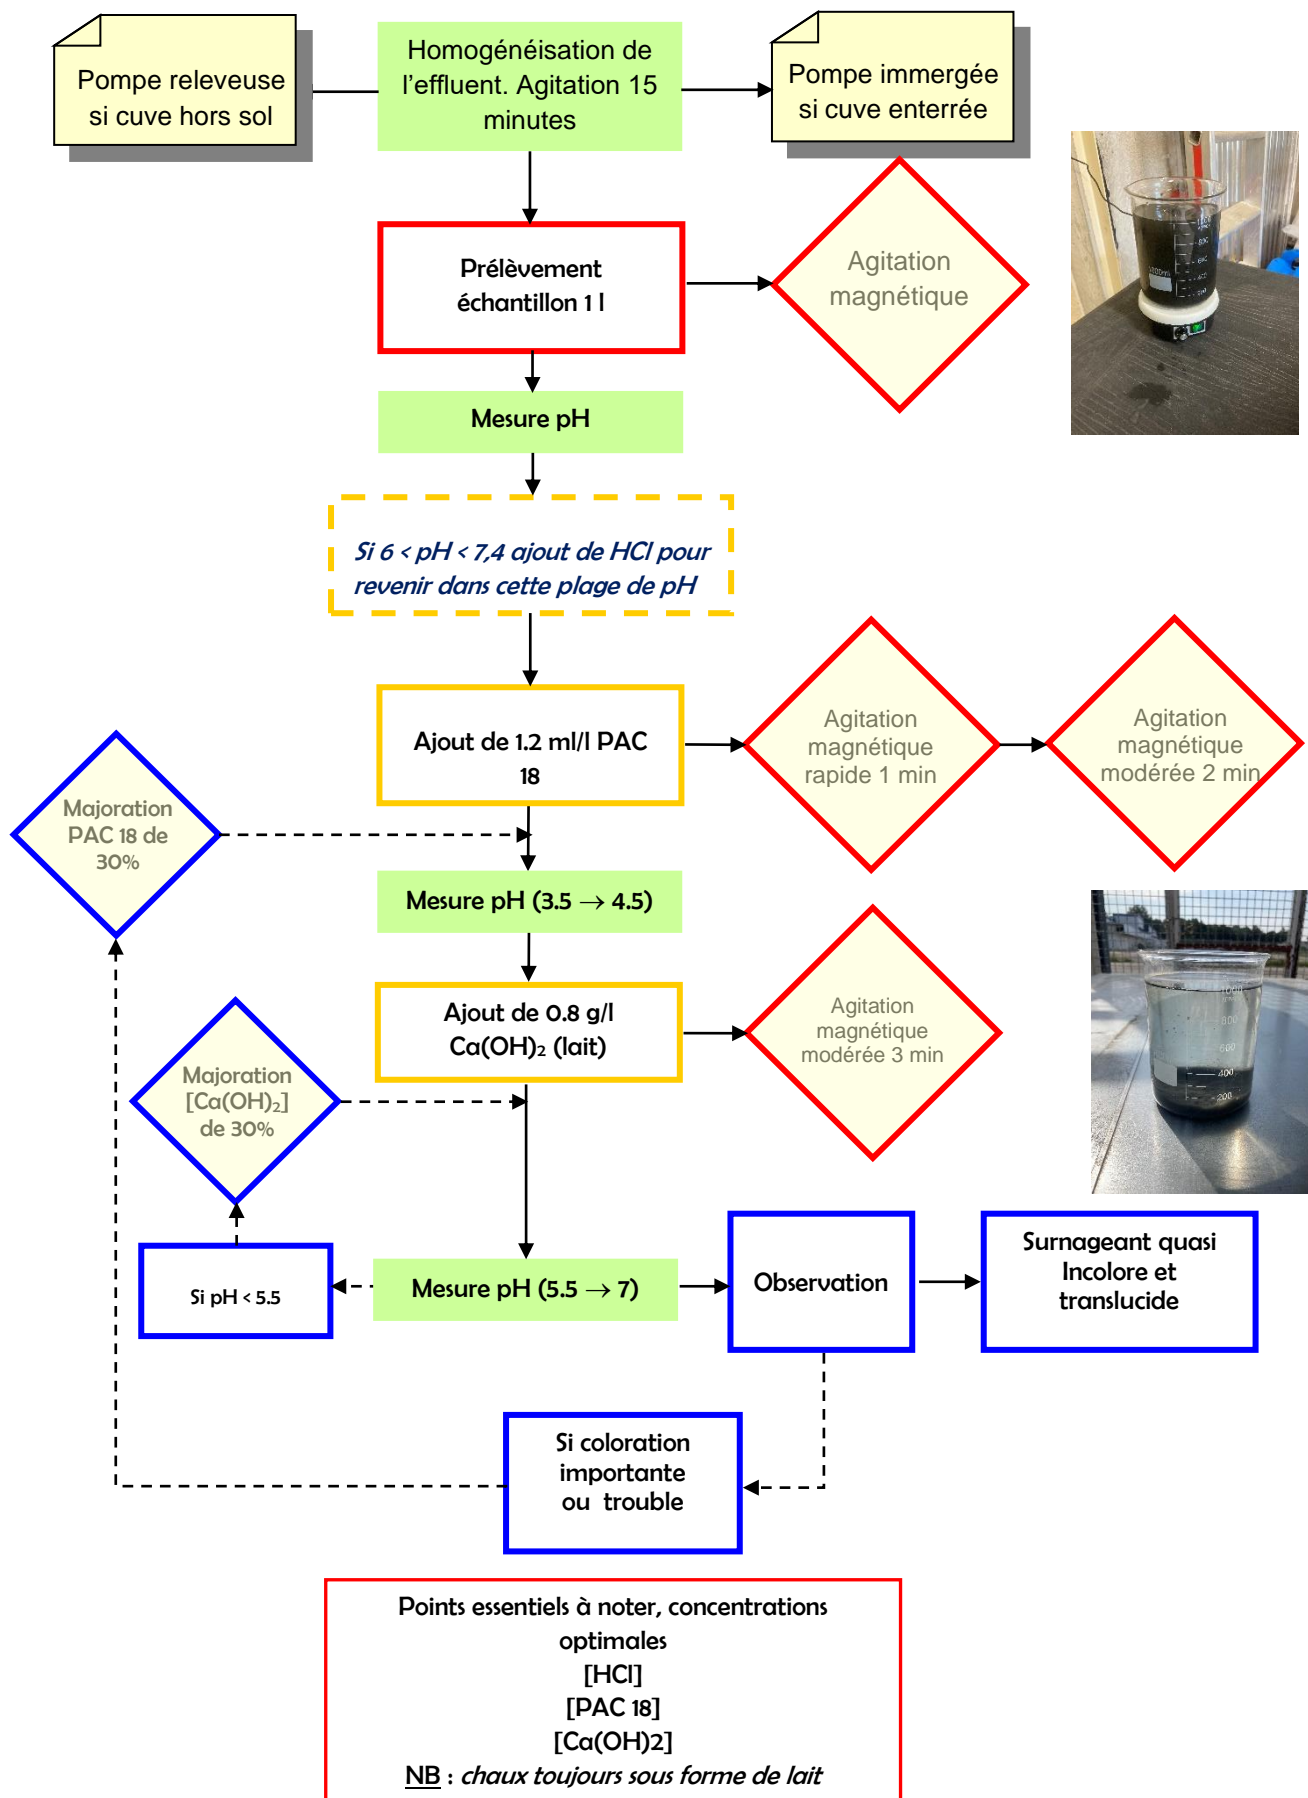 Pompe releveuse
si cuve hors sol
Homogénéisation de
l'effluent. Agitation 15
minutes
Pompe immergée
si cuve enterrée
Prélèvement
échantillon 1 l
Agitation
magnétique
Mesure pH
Si 6 < pH < 7,4 ajout de HCl pour
revenir dans cette plage de pH
Ajout de 1.2 ml/l PAC
18
Agitation
magnétique
rapide 1 min
Agitation
magnétique
modérée 2 min
Majoration
PAC 18 de
30%
Mesure pH (3.5 → 4.5)
Ajout de 0.8 g/l
Ca(OH)₂ (lait)
Agitation
magnétique
modérée 3 min
1000
800
600
400
200
Majoration
[Ca(OH)₂]
de 30%
Si pH < 5.5
Mesure pH (5.5 → 7)
Observation
Surnageant quasi
Incolore et
translucide
Si coloration
importante
ou trouble
Points essentiels à noter, concentrations
optimales
[HCl]
[PAC 18]
[Ca(OH)2]
NB : chaux toujours sous forme de lait